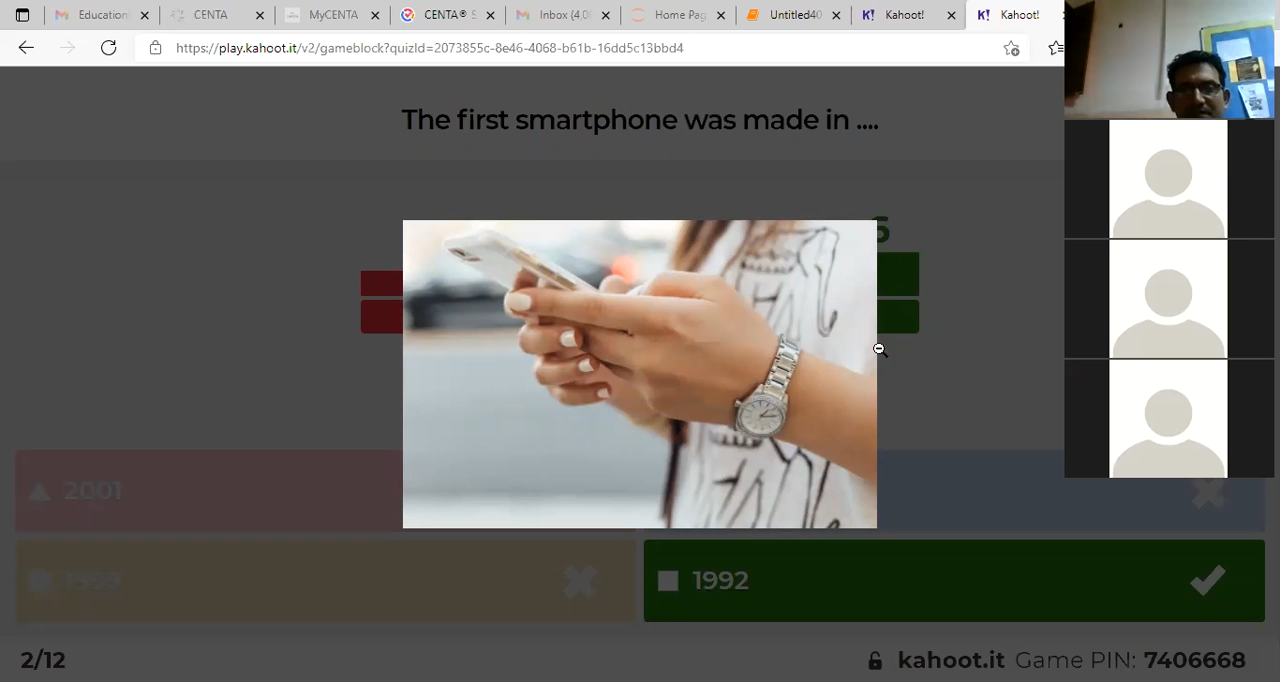 Education
CENTA
MyCENTA
CENTA® S
Inbox (4,0
Home Pag
Untitled40
Kahoot!
Kahoot!
https://play.kahoot.it/v2/gameblock?quizId=2073855c-8e46-4068-b61b-16dd5c13bbd4
The first smartphone was made in ....
6
2001
1992
2/12
kahoot.it Game PIN: 7406668